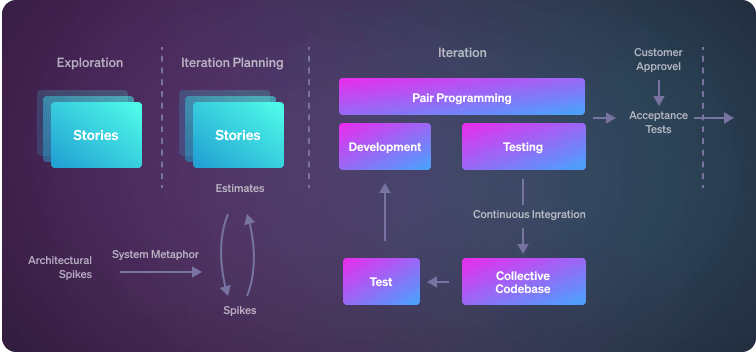 Exploration
Stories
Iteration Planning
Stories
Estimates
Architectural
Spikes
System Metaphor
Spikes
Iteration
Pair Programming
Development
Testing
Continuous Integration
Test
Collective
Codebase
Customer
Approvel
Acceptance
Tests